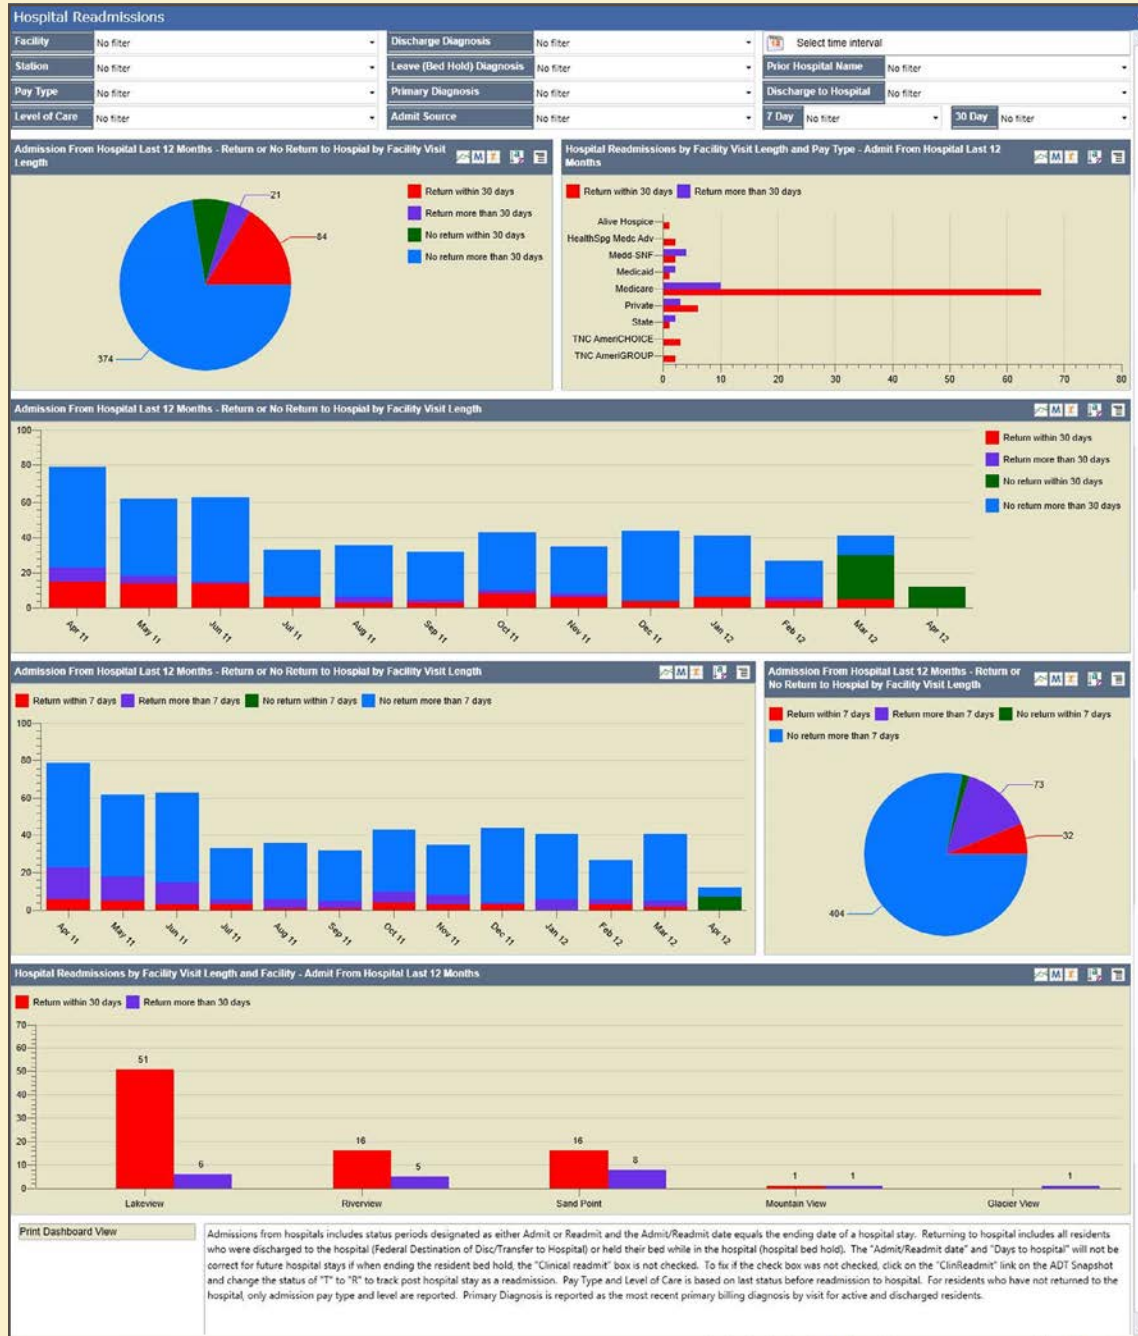 Hospital Readmissions
Facility No filter Discharge Diagnosis No filter 12 Select time interval
Station No filter Leave (Bed Hold) Diagnosis No filter Prior Hospital Name No filter
Pay Type No filter Primary Diagnosis No filter Discharge to Hospital No filter
Level of Care No filter Admit Source No filter 7 Day No filter 30 Day No filter
Admission From Hospital Last 12 Months - Return or No Return to Hospial by Facility Visit
Length
M Σ
21
84
374
Return within 30 days
Return more than 30 days
No return within 30 days
No return more than 30 days
Hospital Readmissions by Facility Visit Length and Pay Type - Admit From Hospital Last 12
Months
M Σ
Return within 30 days Return more than 30 days
Alive Hospice
HealthSpg Medc Adv
Medd-SNF
Medicaid
Medicare
Private
State
TNC AmeriCHOICE
TNC AmeriGROUP
0 10 20 30 40 50 60 70 80
Admission From Hospital Last 12 Months - Return or No Return to Hospial by Facility Visit Length
M Σ
100
80
60
40
20
0
Apr 11 May 11 Jun 11 Jul 11 Aug 11 Sep 11 Oct 11 Nov 11 Dec 11 Jan 12 Feb 12 Mar 12 Apr 12
Return within 30 days
Return more than 30 days
No return within 30 days
No return more than 30 days
Admission From Hospital Last 12 Months - Return or No Return to Hospial by Facility Visit Length
M Σ
Return within 7 days Return more than 7 days No return within 7 days No return more than 7 days
100
80
60
40
20
0
Apr 11 May 11 Jun 11 Jul 11 Aug 11 Sep 11 Oct 11 Nov 11 Dec 11 Jan 12 Feb 12 Mar 12 Apr 12
Admission From Hospital Last 12 Months - Return or
No Return to Hospial by Facility Visit Length
M Σ
Return within 7 days Return more than 7 days No return within 7 days
No return more than 7 days
73
32
404
Hospital Readmissions by Facility Visit Length and Facility - Admit From Hospital Last 12 Months
M Σ
Return within 30 days Return more than 30 days
70
60
50
40
30
20
10
0
51 6 16 5 16 8 1 1 1
Lakeview Riverview Sand Point Mountain View Glacier View
Print Dashboard View
Admissions from hospitals includes status periods designated as either Admit or Readmit and the Admit/Readmit date equals the ending date of a hospital stay. Returning to hospital includes all residents
who were discharged to the hospital (Federal Destination of Disc/Transfer to Hospital) or held their bed while in the hospital (hospital bed hold). The "Admit/Readmit date" and "Days to hospital" will not be
correct for future hospital stays if when ending the resident bed hold, the "Clinical readmit" box is not checked. To fix if the check box was not checked, click on the "ClinReadmit" link on the ADT Snapshot
and change the status of "T" to "R" to track post hospital stay as a readmission. Pay Type and Level of Care is based on last status before readmission to hospital. For residents who have not returned to the
hospital, only admission pay type and level are reported. Primary Diagnosis is reported as the most recent primary billing diagnosis by visit for active and discharged residents.